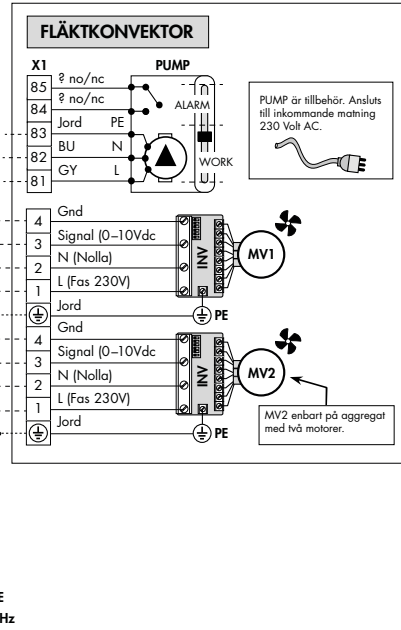 FLÄKTKONVEKTOR
X1
PUMP
85 ? no/nc
84 ? no/nc
ALARM
83 Jord PE
82 BU N
WORK
81 GY L
PUMP är tillbehör. Ansluts
till inkommande matning
230 Volt AC.
4 Gnd
3 Signal (0–10Vdc
2 N (Nolla)
1 L (Fas 230V)
Jord
INV
MV1
PE
4 Gnd
3 Signal (0–10Vdc
2 N (Nolla)
1 L (Fas 230V)
Jord
INV
MV2
PE
MV2 enbart på aggregat
med två motorer.
E
Hz